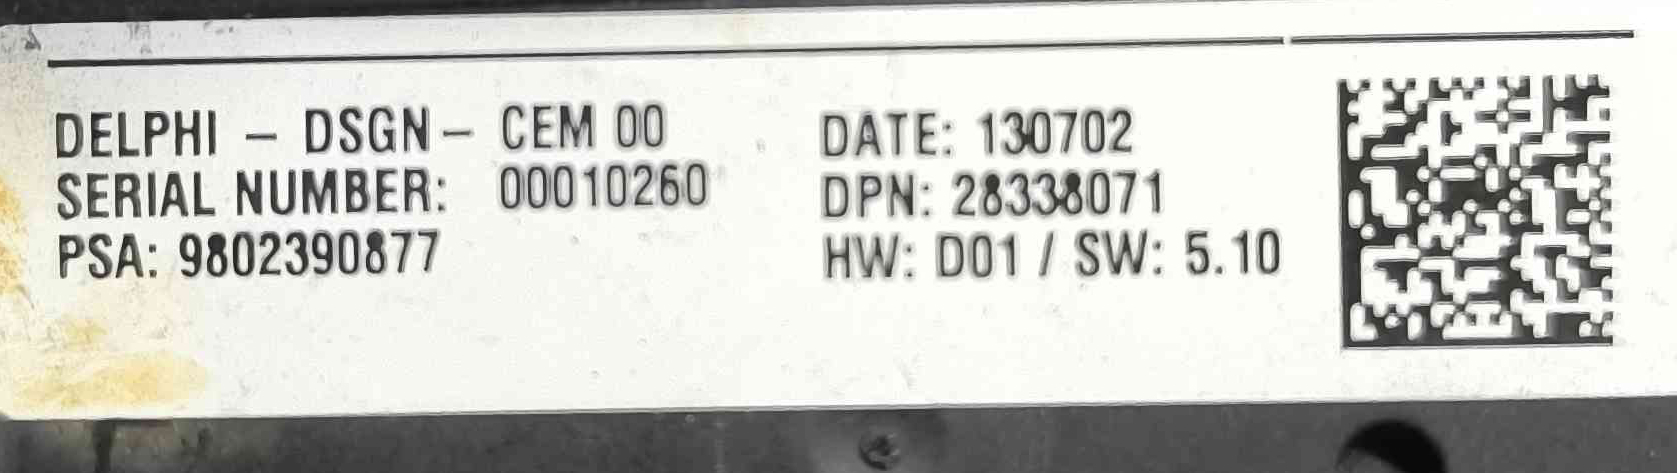 DELPHI – DSGN – CEM 00
SERIAL NUMBER: 00010260
PSA: 9802390877
DATE: 130702
DPN: 28338071
HW: D01 / SW: 5.10